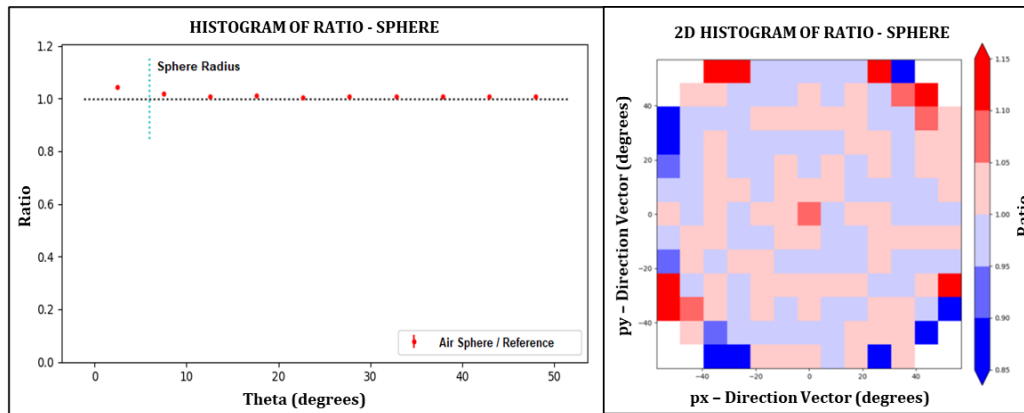 HISTOGRAM OF RATIO - SPHERE
1.2
1.0
0.8
0.6
0.4
0.2
0.0
Ratio
Sphere Radius
Air Sphere / Reference
0 10 20 30 40 50
Theta (degrees)
2D HISTOGRAM OF RATIO - SPHERE
py – Direction Vector (degrees)
40
20
0
−20
−40
−40 −20 0 20 40
px – Direction Vector (degrees)
1.15
1.10
1.05
1.00
0.95
0.90
0.85
Ratio